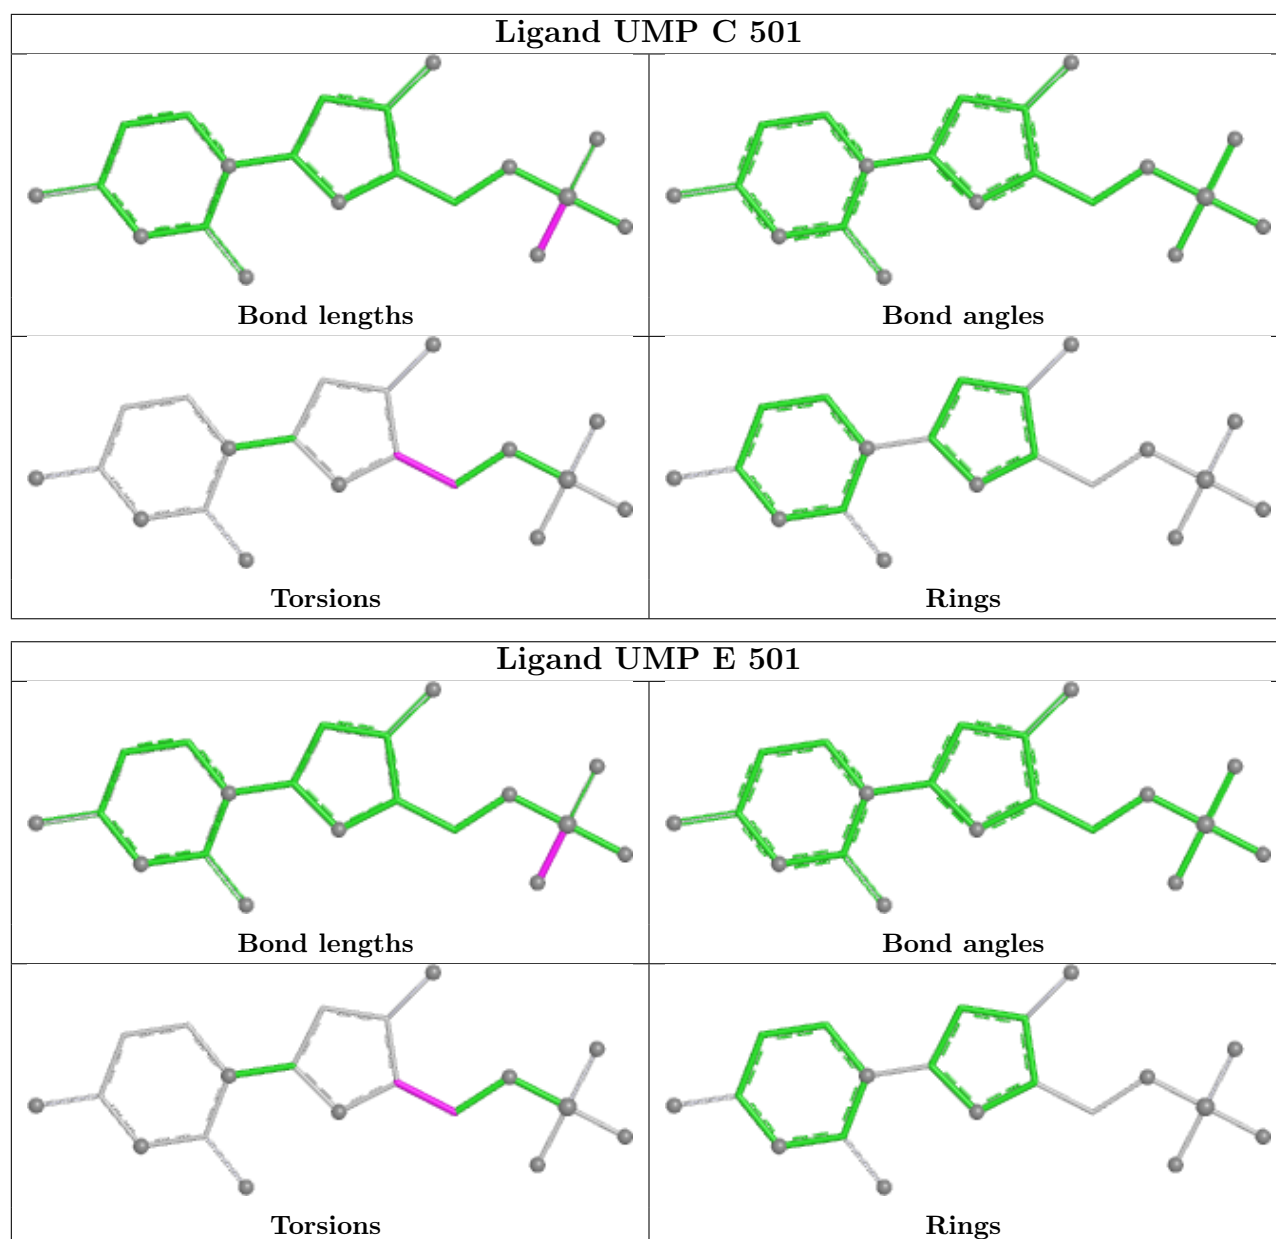 Ligand UMP C 501
Bond lengths
Bond angles
Torsions
Rings
Ligand UMP E 501
Bond lengths
Bond angles
Torsions
Rings